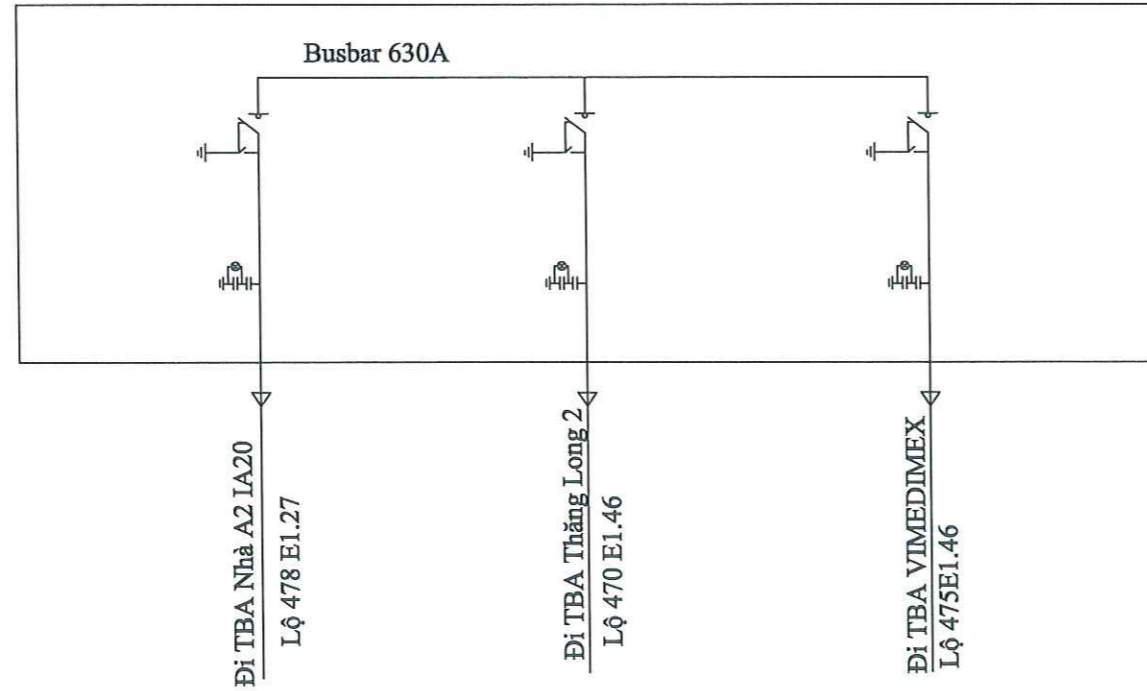 Busbar 630A
Đi TBA Nhà A2 IA20
Lộ 478 E1.27
Đi TBA Thăng Long 2
Lộ 470 E1.46
Đi TBA VIMEDIMEX
Lộ 475E1.46